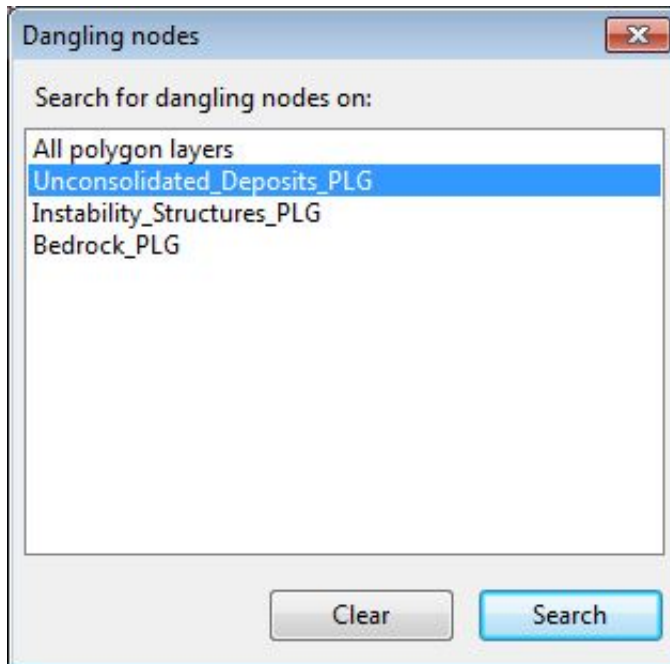 Dangling nodes
Search for dangling nodes on:
All polygon layers
Unconsolidated_Deposits_PLG
Instability_Structures_PLG
Bedrock_PLG
Clear Search